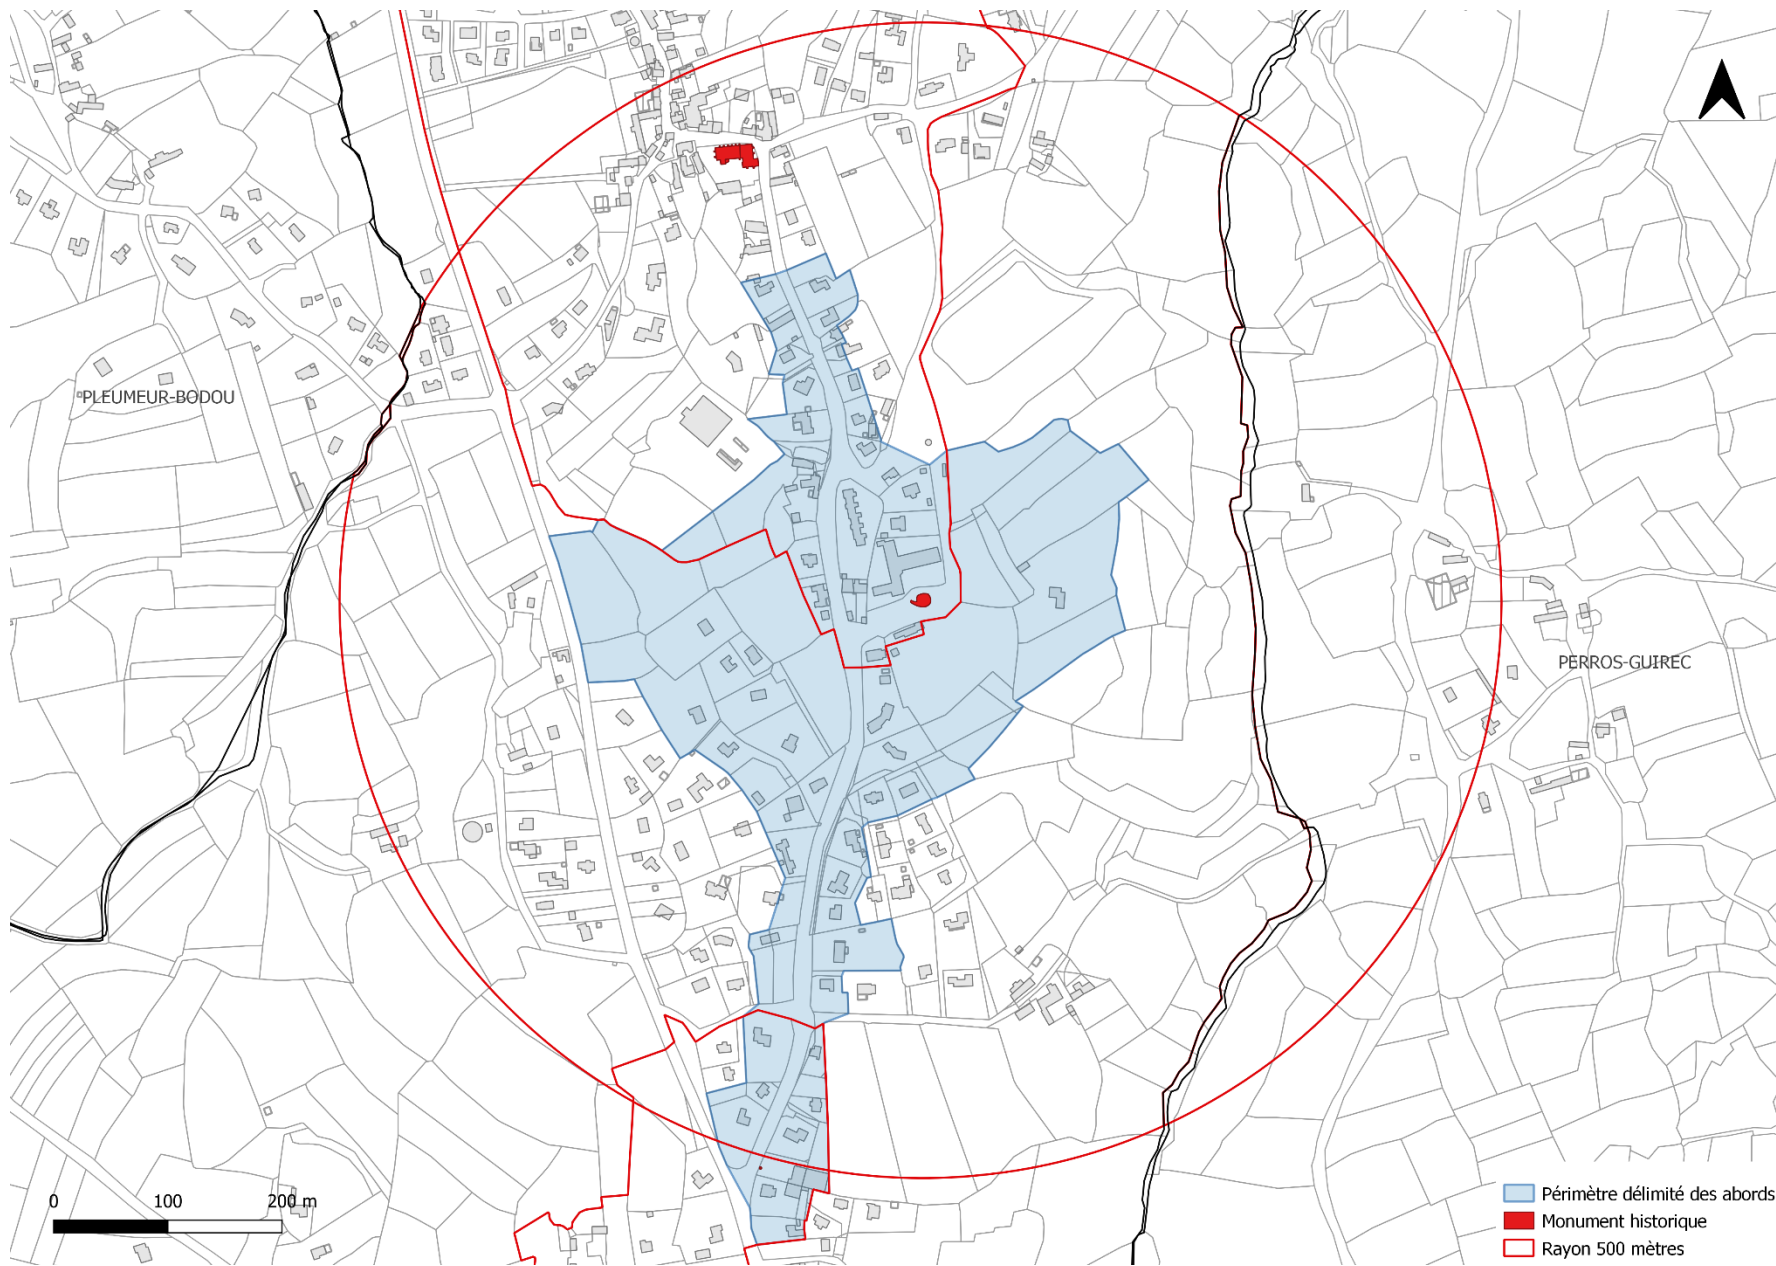 PLEUMEUR-BODOU
PERROS-GUIREC
0 100 200 m
Périmètre délimité des abords
Monument historique
Rayon 500 mètres